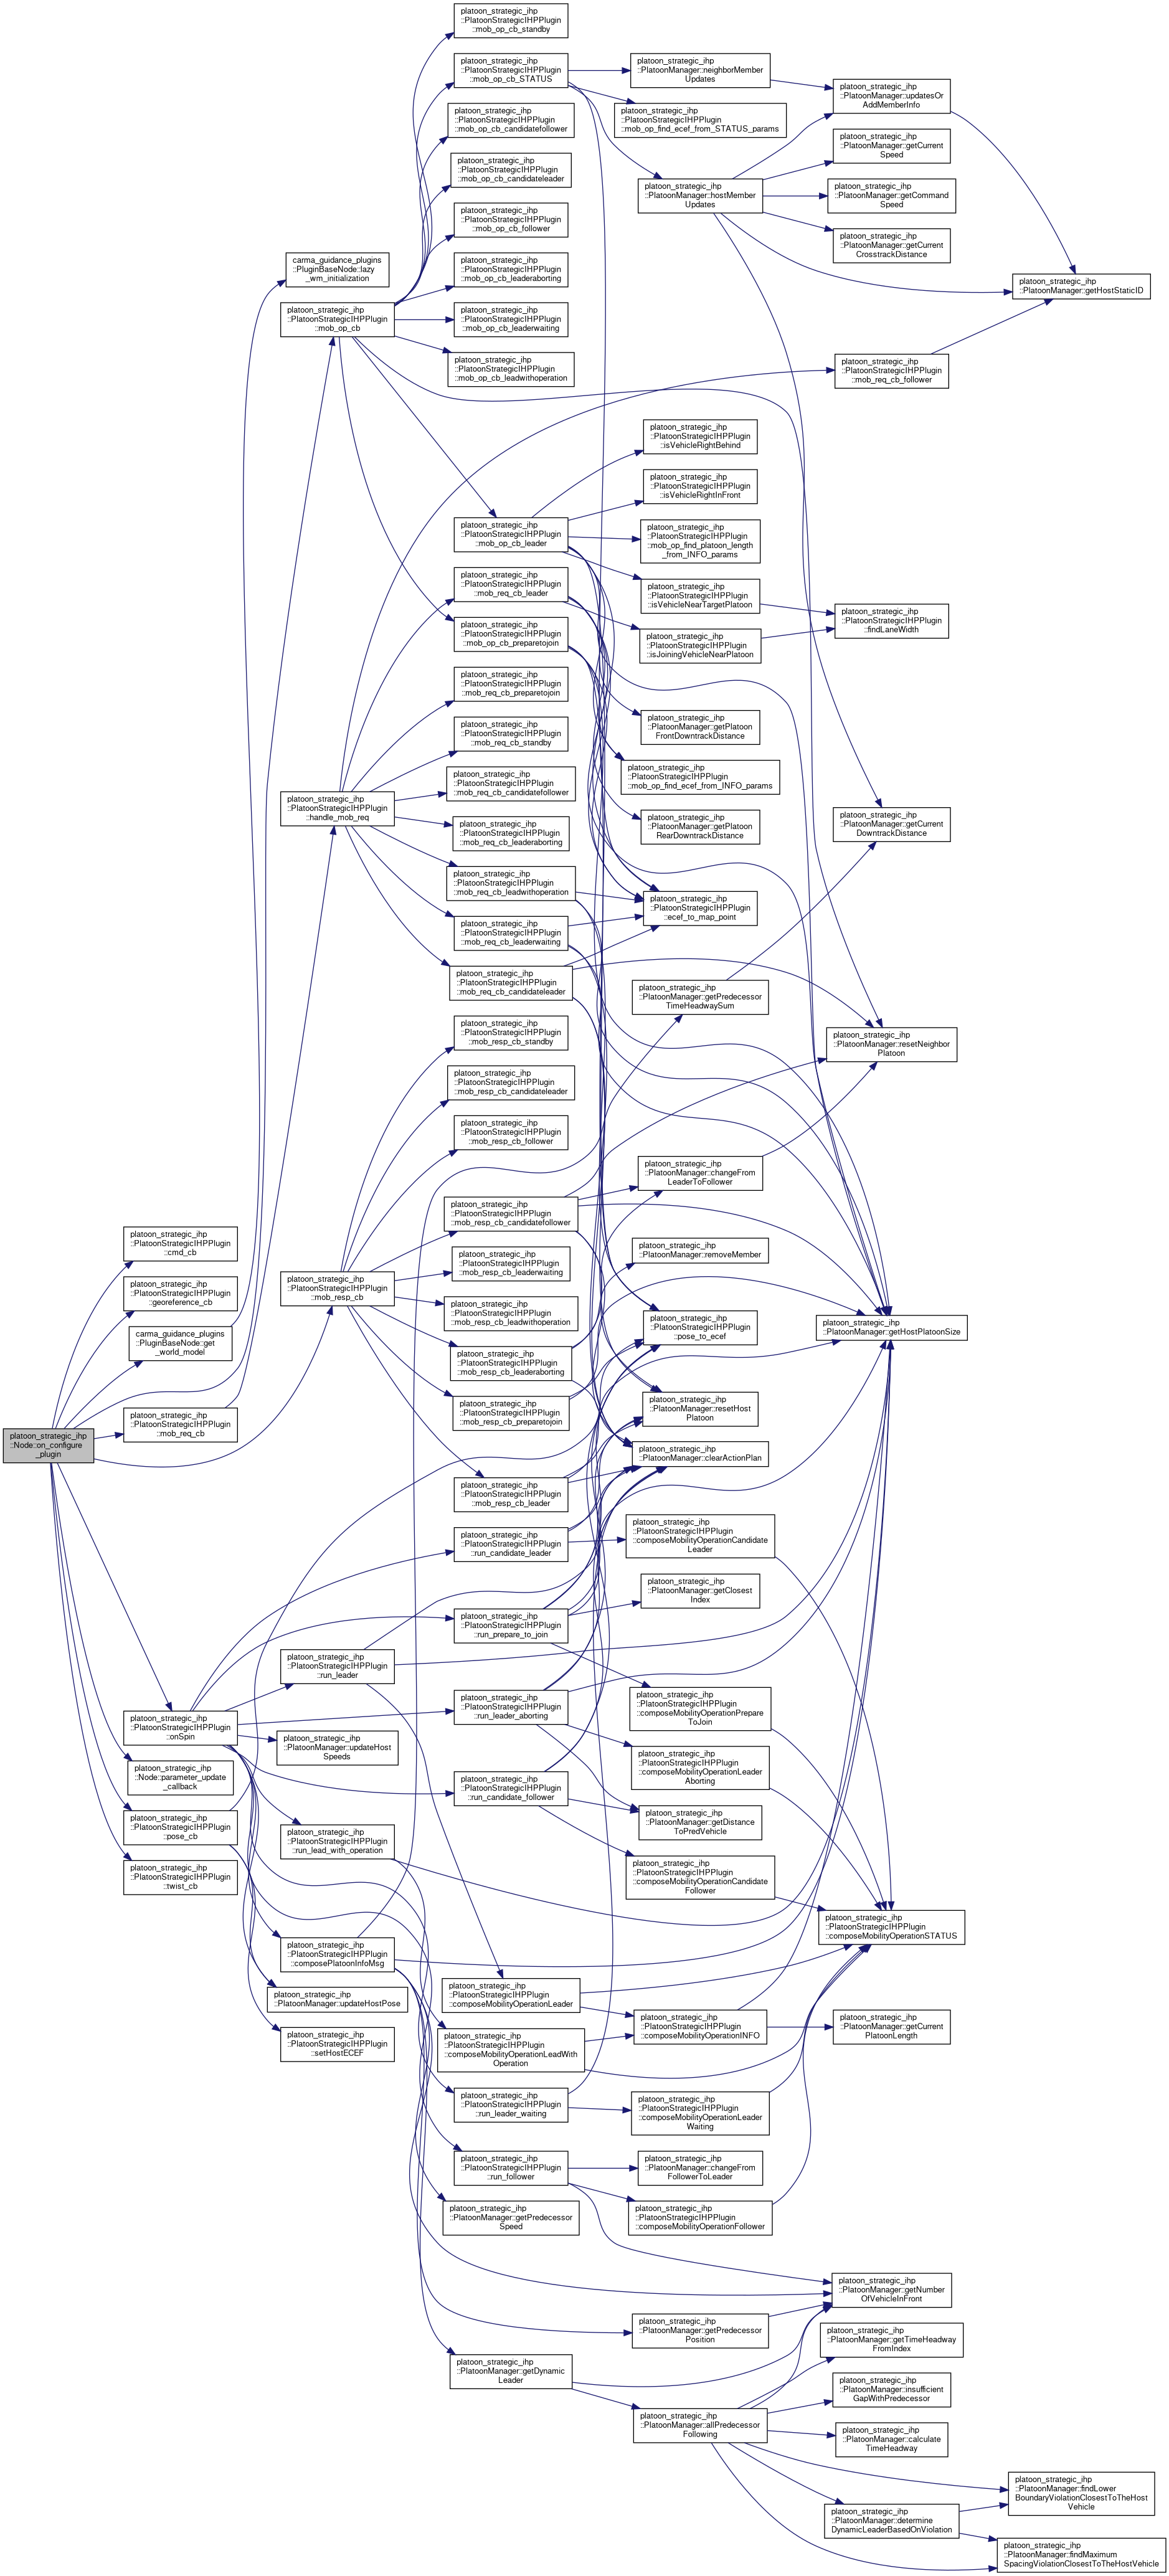 platoon_strategic_ihp
::Node::on_configure
_plugin
platoon_strategic_ihp
::PlatoonStrategicIHPPlugin
::cmd_cb
platoon_strategic_ihp
::PlatoonStrategicIHPPlugin
::georeference_cb
carma_guidance_plugins
::PluginBaseNode::get
_world_model
platoon_strategic_ihp
::PlatoonStrategicIHPPlugin
::mob_req_cb
platoon_strategic_ihp
::PlatoonStrategicIHPPlugin
::onSpin
platoon_strategic_ihp
::Node::parameter_update
_callback
platoon_strategic_ihp
::PlatoonStrategicIHPPlugin
::pose_cb
platoon_strategic_ihp
::PlatoonStrategicIHPPlugin
::twist_cb
carma_guidance_plugins
::PluginBaseNode::lazy
_wm_initialization
platoon_strategic_ihp
::PlatoonStrategicIHPPlugin
::mob_op_cb
platoon_strategic_ihp
::PlatoonStrategicIHPPlugin
::handle_mob_req
platoon_strategic_ihp
::PlatoonStrategicIHPPlugin
::mob_resp_cb
platoon_strategic_ihp
::PlatoonStrategicIHPPlugin
::run_leader
platoon_strategic_ihp
::PlatoonManager::updateHost
Speeds
platoon_strategic_ihp
::PlatoonStrategicIHPPlugin
::run_lead_with_operation
platoon_strategic_ihp
::PlatoonStrategicIHPPlugin
::composePlatoonInfoMsg
platoon_strategic_ihp
::PlatoonManager::updateHostPose
platoon_strategic_ihp
::PlatoonStrategicIHPPlugin
::setHostECEF
platoon_strategic_ihp
::PlatoonStrategicIHPPlugin
::mob_op_cb_standby
platoon_strategic_ihp
::PlatoonStrategicIHPPlugin
::mob_op_cb_STATUS
platoon_strategic_ihp
::PlatoonStrategicIHPPlugin
::mob_op_cb_candidatefollower
platoon_strategic_ihp
::PlatoonStrategicIHPPlugin
::mob_op_cb_candidateleader
platoon_strategic_ihp
::PlatoonStrategicIHPPlugin
::mob_op_cb_follower
platoon_strategic_ihp
::PlatoonStrategicIHPPlugin
::mob_op_cb_leaderaborting
platoon_strategic_ihp
::PlatoonStrategicIHPPlugin
::mob_op_cb_leaderwaiting
platoon_strategic_ihp
::PlatoonStrategicIHPPlugin
::mob_op_cb_leadwithoperation
platoon_strategic_ihp
::PlatoonStrategicIHPPlugin
::mob_op_cb_leader
platoon_strategic_ihp
::PlatoonStrategicIHPPlugin
::mob_req_cb_leader
platoon_strategic_ihp
::PlatoonStrategicIHPPlugin
::mob_op_cb_preparetojoin
platoon_strategic_ihp
::PlatoonStrategicIHPPlugin
::mob_req_cb_preparetojoin
platoon_strategic_ihp
::PlatoonStrategicIHPPlugin
::mob_req_cb_standby
platoon_strategic_ihp
::PlatoonStrategicIHPPlugin
::mob_req_cb_candidatefollower
platoon_strategic_ihp
::PlatoonStrategicIHPPlugin
::mob_req_cb_leaderaborting
platoon_strategic_ihp
::PlatoonStrategicIHPPlugin
::mob_req_cb_leadwithoperation
platoon_strategic_ihp
::PlatoonStrategicIHPPlugin
::mob_req_cb_leaderwaiting
platoon_strategic_ihp
::PlatoonStrategicIHPPlugin
::mob_req_cb_candidateleader
platoon_strategic_ihp
::PlatoonStrategicIHPPlugin
::mob_resp_cb_standby
platoon_strategic_ihp
::PlatoonStrategicIHPPlugin
::mob_resp_cb_candidateleader
platoon_strategic_ihp
::PlatoonStrategicIHPPlugin
::mob_resp_cb_follower
platoon_strategic_ihp
::PlatoonStrategicIHPPlugin
::mob_resp_cb_candidatefollower
platoon_strategic_ihp
::PlatoonStrategicIHPPlugin
::mob_resp_cb_leaderwaiting
platoon_strategic_ihp
::PlatoonStrategicIHPPlugin
::mob_resp_cb_leadwithoperation
platoon_strategic_ihp
::PlatoonStrategicIHPPlugin
::mob_resp_cb_leaderaborting
platoon_strategic_ihp
::PlatoonStrategicIHPPlugin
::mob_resp_cb_preparetojoin
platoon_strategic_ihp
::PlatoonStrategicIHPPlugin
::mob_resp_cb_leader
platoon_strategic_ihp
::PlatoonStrategicIHPPlugin
::run_candidate_leader
platoon_strategic_ihp
::PlatoonStrategicIHPPlugin
::run_prepare_to_join
platoon_strategic_ihp
::PlatoonStrategicIHPPlugin
::run_leader_aborting
platoon_strategic_ihp
::PlatoonStrategicIHPPlugin
::run_candidate_follower
platoon_strategic_ihp
::PlatoonStrategicIHPPlugin
::composeMobilityOperationLeader
platoon_strategic_ihp
::PlatoonStrategicIHPPlugin
::composeMobilityOperationLeadWith
Operation
platoon_strategic_ihp
::PlatoonStrategicIHPPlugin
::run_leader_waiting
platoon_strategic_ihp
::PlatoonStrategicIHPPlugin
::run_follower
platoon_strategic_ihp
::PlatoonManager::getPredecessor
Speed
platoon_strategic_ihp
::PlatoonManager::getDynamic
Leader
platoon_strategic_ihp
::PlatoonManager::neighborMember
Updates
platoon_strategic_ihp
::PlatoonStrategicIHPPlugin
::mob_op_find_ecef_from_STATUS_params
platoon_strategic_ihp
::PlatoonManager::hostMember
Updates
platoon_strategic_ihp
::PlatoonStrategicIHPPlugin
::isVehicleRightBehind
platoon_strategic_ihp
::PlatoonStrategicIHPPlugin
::isVehicleRightInFront
platoon_strategic_ihp
::PlatoonStrategicIHPPlugin
::mob_op_find_platoon_length
_from_INFO_params
platoon_strategic_ihp
::PlatoonStrategicIHPPlugin
::isVehicleNearTargetPlatoon
platoon_strategic_ihp
::PlatoonStrategicIHPPlugin
::isJoiningVehicleNearPlatoon
platoon_strategic_ihp
::PlatoonManager::getPlatoon
FrontDowntrackDistance
platoon_strategic_ihp
::PlatoonStrategicIHPPlugin
::mob_op_find_ecef_from_INFO_params
platoon_strategic_ihp
::PlatoonManager::getPlatoon
RearDowntrackDistance
platoon_strategic_ihp
::PlatoonStrategicIHPPlugin
::ecef_to_map_point
platoon_strategic_ihp
::PlatoonManager::getPredecessor
TimeHeadwaySum
platoon_strategic_ihp
::PlatoonManager::changeFrom
LeaderToFollower
platoon_strategic_ihp
::PlatoonManager::removeMember
platoon_strategic_ihp
::PlatoonStrategicIHPPlugin
::pose_to_ecef
platoon_strategic_ihp
::PlatoonManager::resetHost
Platoon
platoon_strategic_ihp
::PlatoonManager::clearActionPlan
platoon_strategic_ihp
::PlatoonStrategicIHPPlugin
::composeMobilityOperationCandidate
Leader
platoon_strategic_ihp
::PlatoonManager::getClosest
Index
platoon_strategic_ihp
::PlatoonStrategicIHPPlugin
::composeMobilityOperationPrepare
ToJoin
platoon_strategic_ihp
::PlatoonStrategicIHPPlugin
::composeMobilityOperationLeader
Aborting
platoon_strategic_ihp
::PlatoonManager::getDistance
ToPredVehicle
platoon_strategic_ihp
::PlatoonStrategicIHPPlugin
::composeMobilityOperationCandidate
Follower
platoon_strategic_ihp
::PlatoonStrategicIHPPlugin
::composeMobilityOperationINFO
platoon_strategic_ihp
::PlatoonStrategicIHPPlugin
::composeMobilityOperationLeader
Waiting
platoon_strategic_ihp
::PlatoonManager::changeFrom
FollowerToLeader
platoon_strategic_ihp
::PlatoonStrategicIHPPlugin
::composeMobilityOperationFollower
platoon_strategic_ihp
::PlatoonManager::getPredecessor
Position
platoon_strategic_ihp
::PlatoonManager::allPredecessor
Following
platoon_strategic_ihp
::PlatoonManager::updatesOr
AddMemberInfo
platoon_strategic_ihp
::PlatoonManager::getCurrent
Speed
platoon_strategic_ihp
::PlatoonManager::getCommand
Speed
platoon_strategic_ihp
::PlatoonManager::getCurrent
CrosstrackDistance
platoon_strategic_ihp
::PlatoonStrategicIHPPlugin
::mob_req_cb_follower
platoon_strategic_ihp
::PlatoonStrategicIHPPlugin
::findLaneWidth
platoon_strategic_ihp
::PlatoonManager::getCurrent
DowntrackDistance
platoon_strategic_ihp
::PlatoonManager::resetNeighbor
Platoon
platoon_strategic_ihp
::PlatoonManager::getHostPlatoonSize
platoon_strategic_ihp
::PlatoonStrategicIHPPlugin
::composeMobilityOperationSTATUS
platoon_strategic_ihp
::PlatoonManager::getCurrent
PlatoonLength
platoon_strategic_ihp
::PlatoonManager::getNumber
OfVehicleInFront
platoon_strategic_ihp
::PlatoonManager::getTimeHeadway
FromIndex
platoon_strategic_ihp
::PlatoonManager::insufficient
GapWithPredecessor
platoon_strategic_ihp
::PlatoonManager::calculate
TimeHeadway
platoon_strategic_ihp
::PlatoonManager::determine
DynamicLeaderBasedOnViolation
platoon_strategic_ihp
::PlatoonManager::getHostStaticID
platoon_strategic_ihp
::PlatoonManager::findLower
BoundaryViolationClosestToTheHost
Vehicle
platoon_strategic_ihp
::PlatoonManager::findMaximum
SpacingViolationClosestToTheHostVehicle